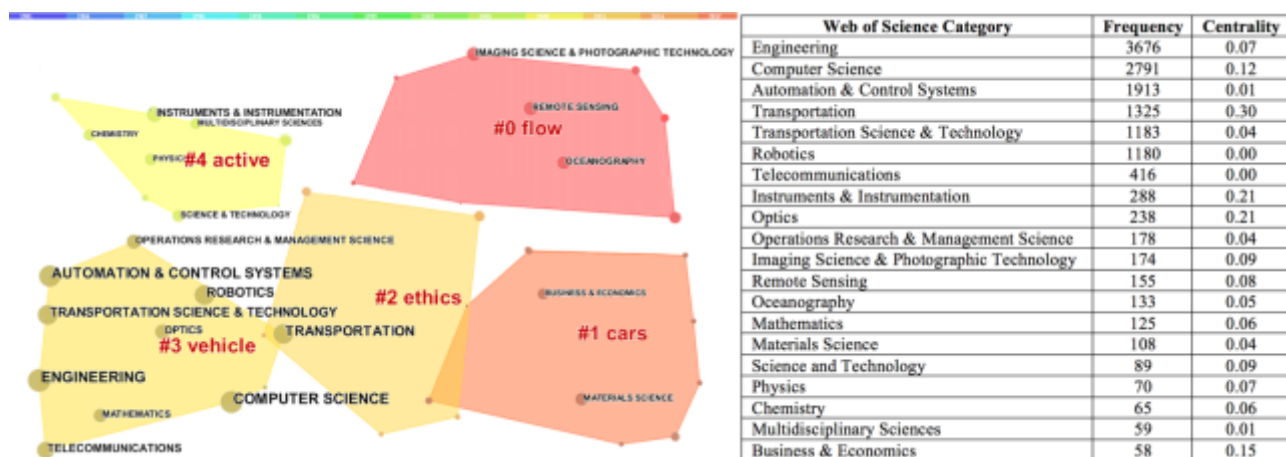 IMAGING SCIENCE & PHOTOGRAPHIC TECHNOLOGY
INSTRUMENTS & INSTRUMENTATION
REMOTE SENSING
MULTIDISCIPLINARY SCIENCES
#0 flow
CHEMISTRY
#4 active
OCEANOGRAPHY
SCIENCE & TECHNOLOGY
OPERATIONS RESEARCH & MANAGEMENT SCIENCE
AUTOMATION & CONTROL SYSTEMS
ROBOTICS
#2 ethics
BUSINESS & ECONOMICS
TRANSPORTATION SCIENCE & TECHNOLOGY
OPTICS
TRANSPORTATION
#1 cars
#3 vehicle
ENGINEERING
COMPUTER SCIENCE
MATERIALS SCIENCE
MATHEMATICS
TELECOMMUNICATIONS
Web of Science Category Frequency Centrality
Engineering 3676 0.07
Computer Science 2791 0.12
Automation & Control Systems 1913 0.01
Transportation 1325 0.30
Transportation Science & Technology 1183 0.04
Robotics 1180 0.00
Telecommunications 416 0.00
Instruments & Instrumentation 288 0.21
Optics 238 0.21
Operations Research & Management Science 178 0.04
Imaging Science & Photographic Technology 174 0.09
Remote Sensing 155 0.08
Oceanography 133 0.05
Mathematics 125 0.06
Materials Science 108 0.04
Science and Technology 89 0.09
Physics 70 0.07
Chemistry 65 0.06
Multidisciplinary Sciences 59 0.01
Business & Economics 58 0.15